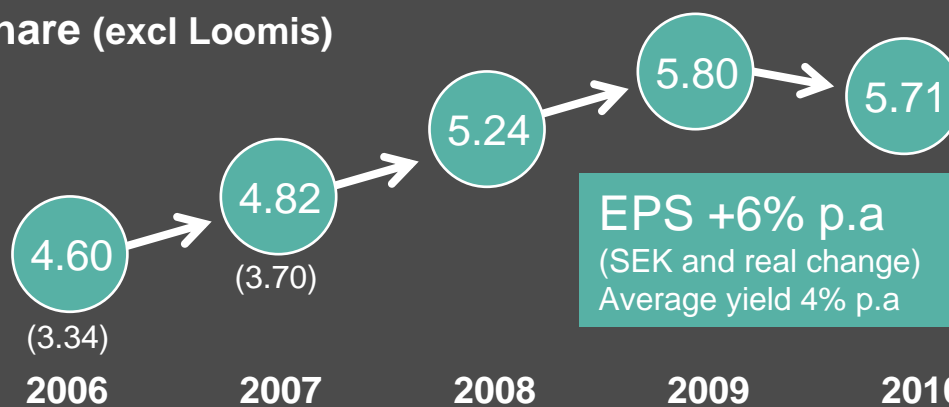 (excl Loomis)
5.80
5.71
5.24
4.82
4.60
EPS +6% p.a
(SEK and real change)
Average yield 4% p.a
(3.70)
(3.34)
2006 2007 2008 2009